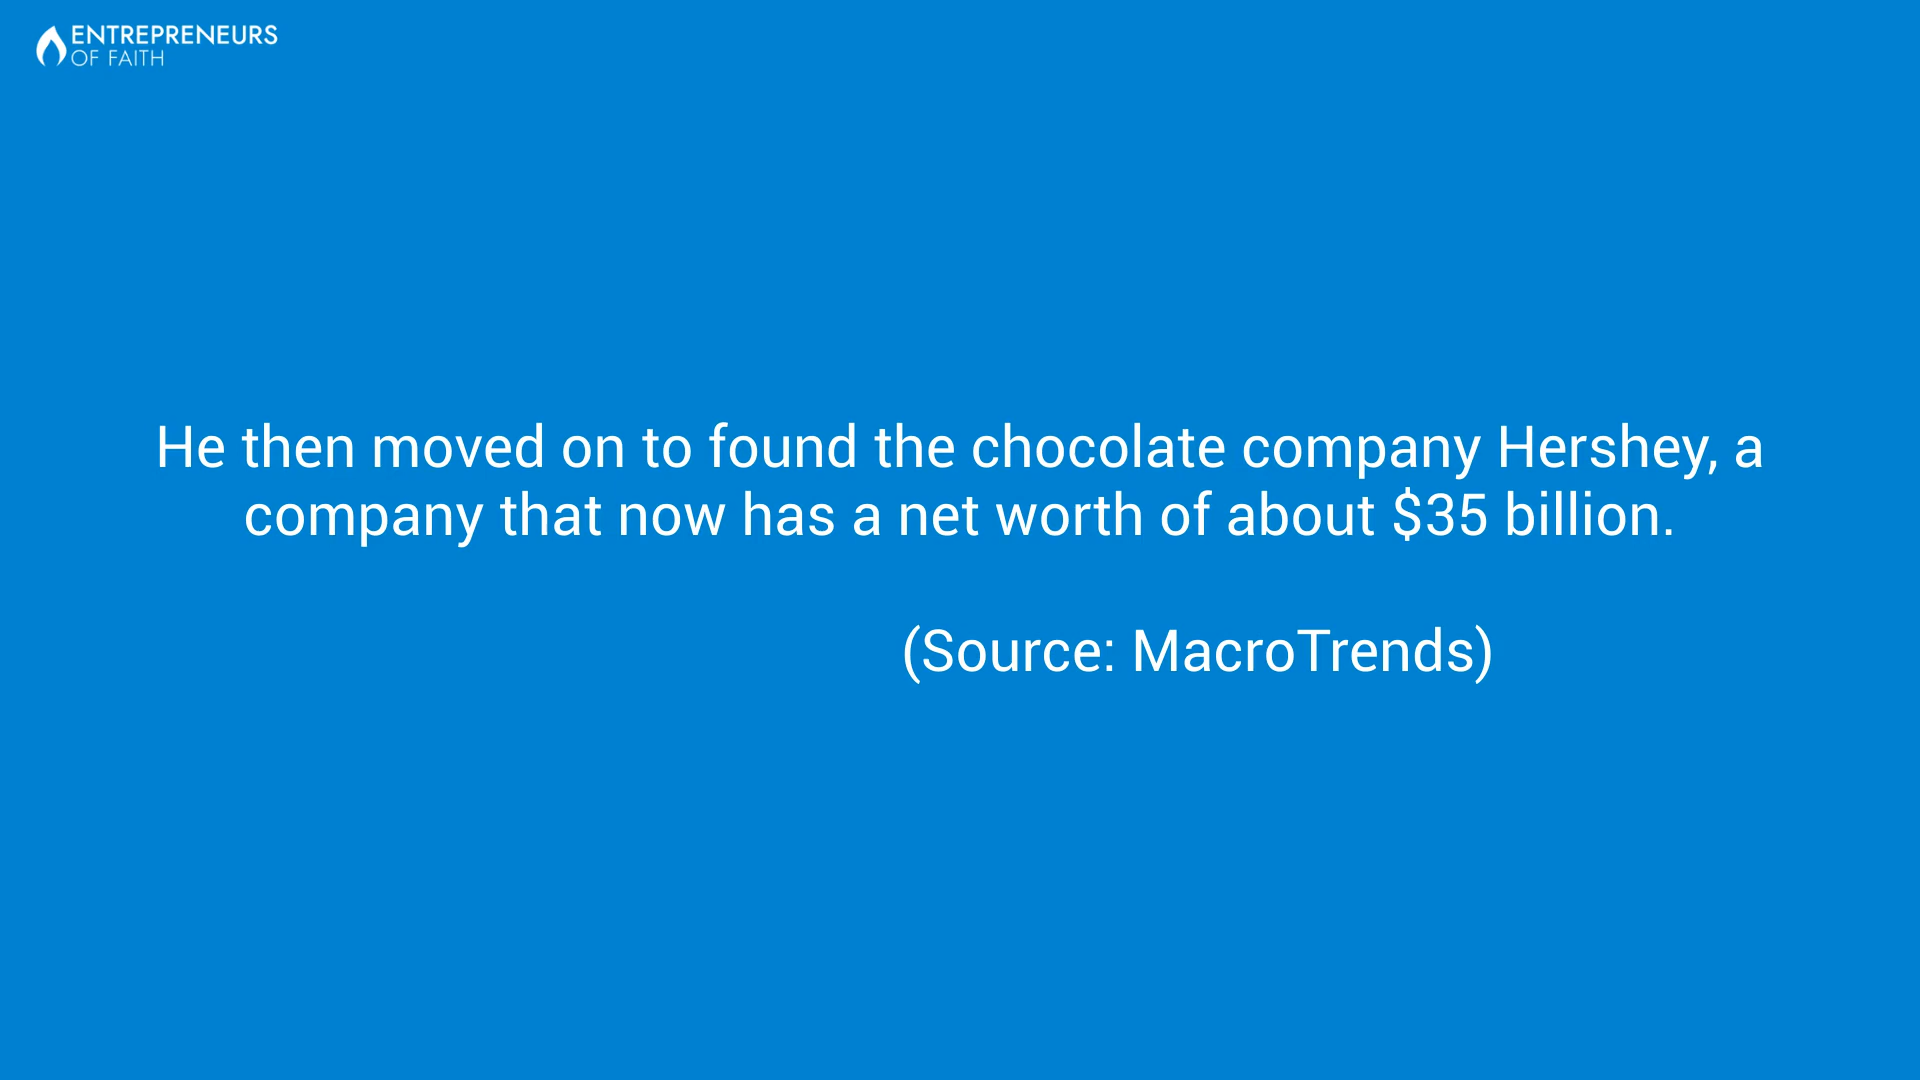 ENTREPRENEURS
OF FAITH
He then moved on to found the chocolate company Hershey, a
company that now has a net worth of about $35 billion.
(Source: MacroTrends)